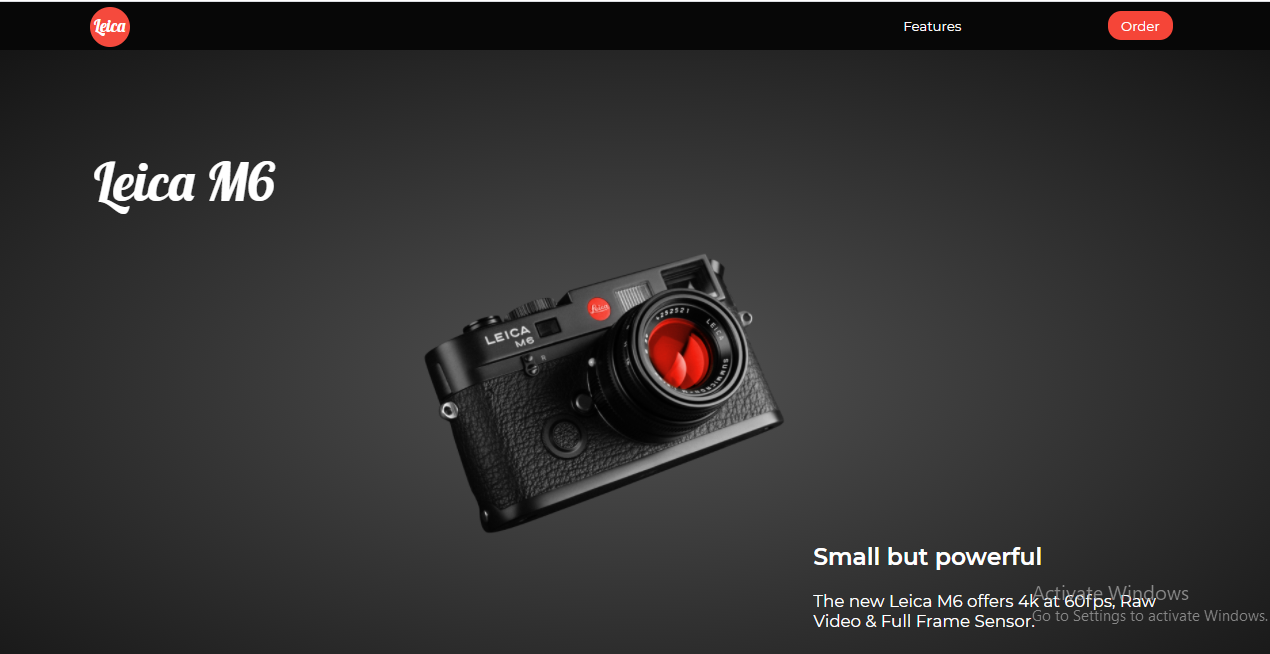 Leica
Features
Order
Leica M6
Leica
LEICA
M6
R
LEICA
Small but powerful
The new Leica M6 offers 4k at 60fps, Raw
Video & Full Frame Sensor.
Activate Windows
Go to Settings to activate Windows.